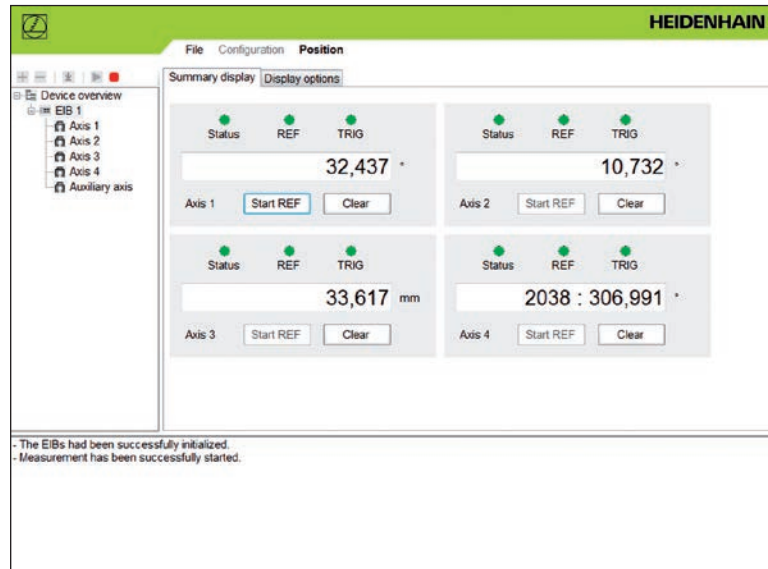 HEIDENHAIN
File Configuration Position
Summary display Display options
Device overview
EIB 1
Axis 1
Axis 2
Axis 3
Axis 4
Auxiliary axis
Status REF TRIG
32,437 °
Axis 1 Start REF Clear
Status REF TRIG
10,732 °
Axis 2 Start REF Clear
Status REF TRIG
33,617 mm
Axis 3 Start REF Clear
Status REF TRIG
2038 : 306,991 °
Axis 4 Start REF Clear
- The EIBs had been successfully initialized.
- Measurement has been successfully started.